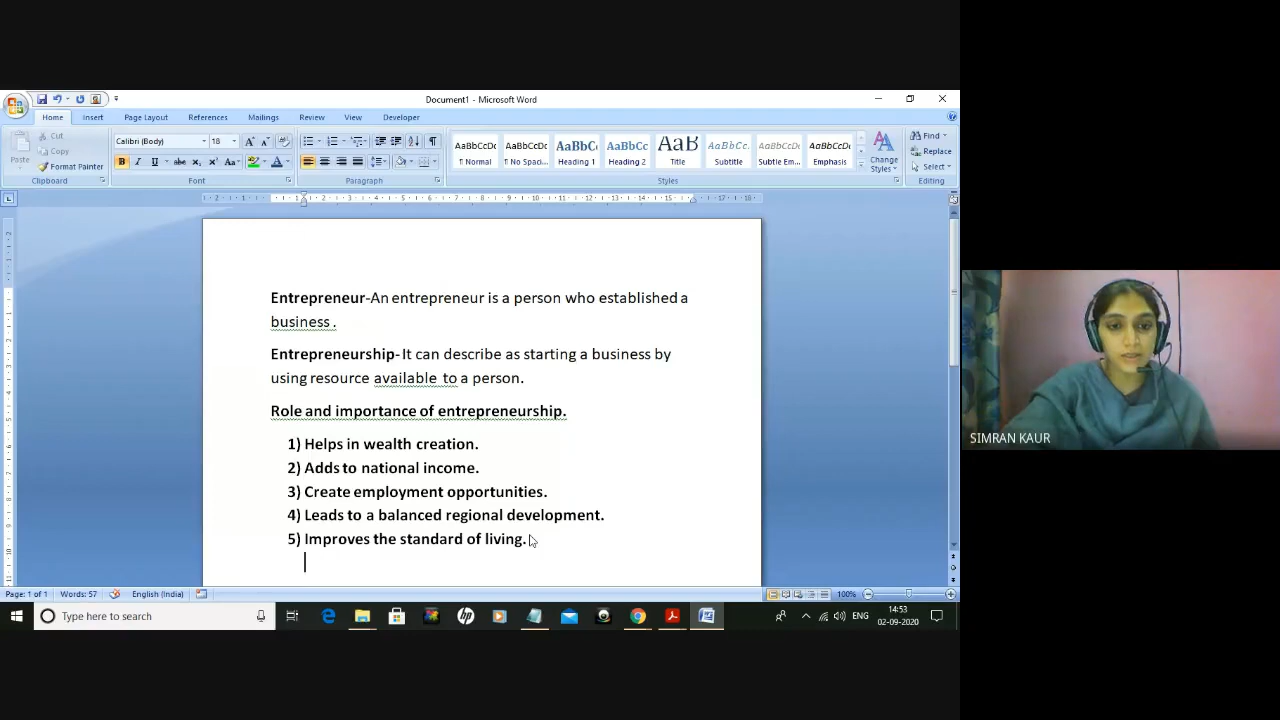 Document1 - Microsoft Word
Home Insert Page Layout References Mailings Review View Developer
Cut
Copy
Paste
Format Painter
Clipboard
Calibri (Body) 18
Font
Paragraph
AaBbCcDc AaBbCcDc AaBbC AaBbCc AaB AaBbCc. AaBbCcDc AaBbCcDc
¶ Normal ¶ No Spaci... Heading 1 Heading 2 Title Subtitle Subtle Em... Emphasis
Change
Styles
Styles
Find
Replace
Select
Editing
Entrepreneur-An entrepreneur is a person who established a
business .
Entrepreneurship- It can describe as starting a business by
using resource available to a person.
Role and importance of entrepreneurship.
1) Helps in wealth creation.
2) Adds to national income.
3) Create employment opportunities.
4) Leads to a balanced regional development.
5) Improves the standard of living.
SIMRAN KAUR
Page: 1 of 1 Words: 57 English (India) 100%
Type here to search
ENG
14:53
02-09-2020